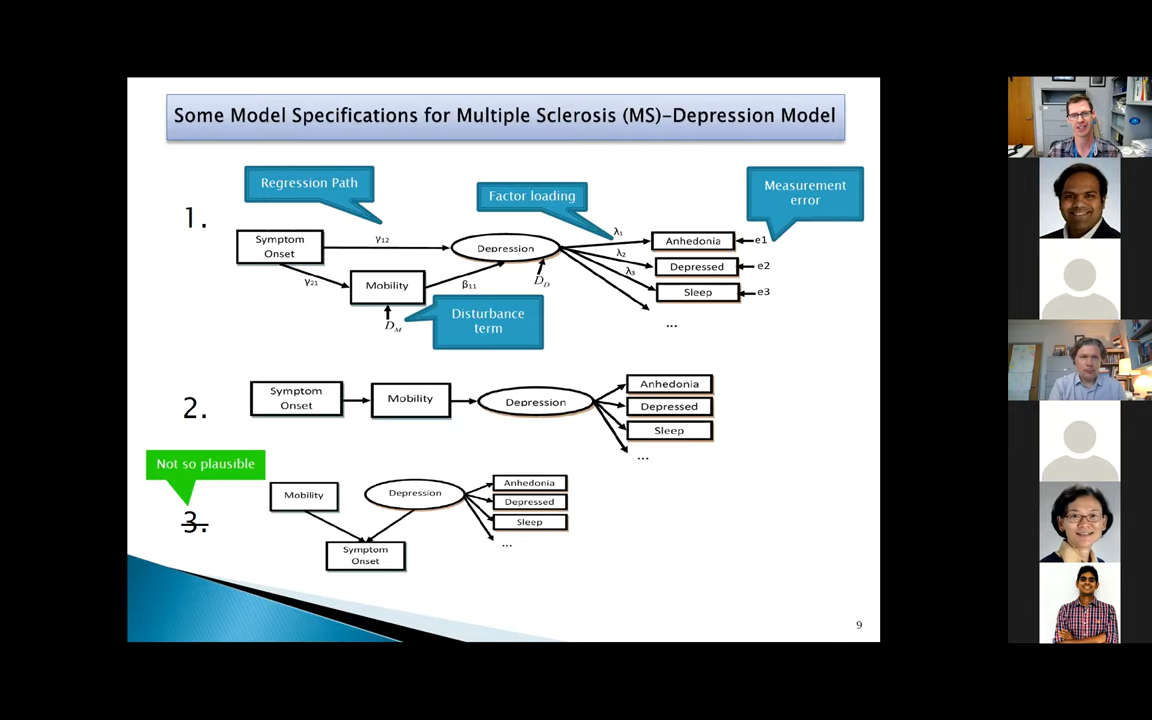 Some Model Specifications for Multiple Sclerosis (MS)-Depression Model
Regression Path
Factor loading
Measurement
error
1.
Symptom
Onset
γ₁₂
Depression
λ₁
λ₂
λ₃
Anhedonia
e1
Depressed
e2
Sleep
e3
...
γ₂₁
Mobility
β₁₁
D_D
D_M
Disturbance
term
2.
Symptom
Onset
Mobility
Depression
Anhedonia
Depressed
Sleep
...
Not so plausible
3.
Mobility
Depression
Anhedonia
Depressed
Sleep
...
Symptom
Onset
9